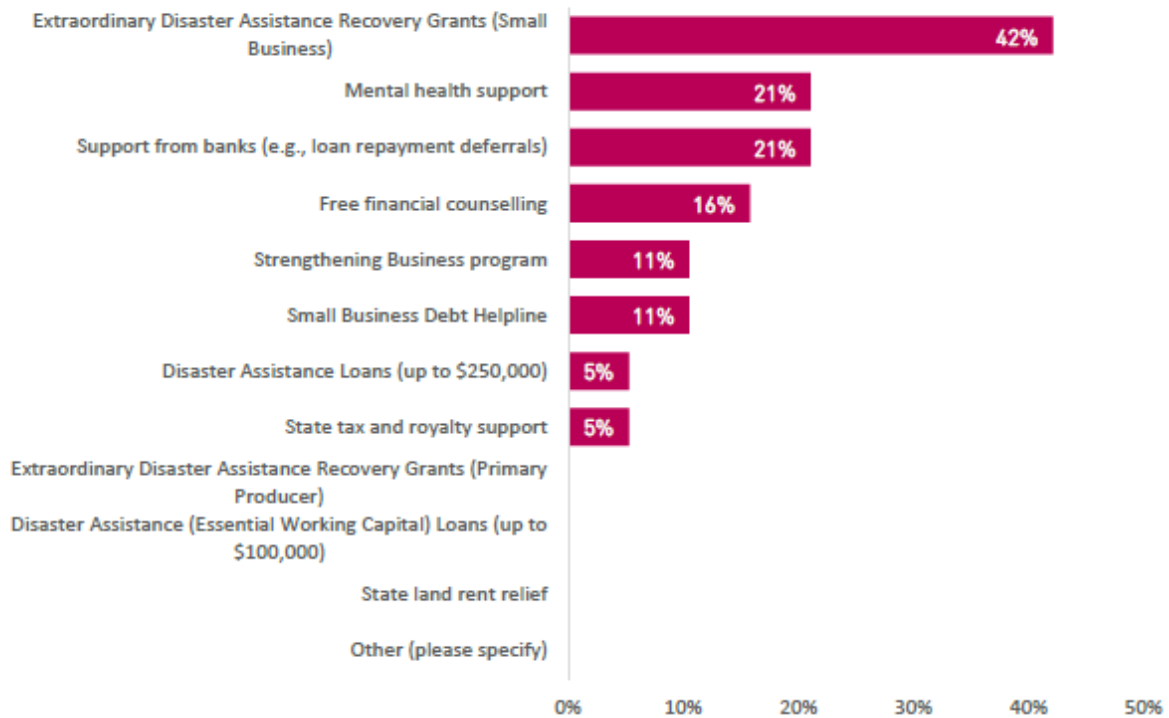 Extraordinary Disaster Assistance Recovery Grants (Small
Business)
42%
Mental health support
21%
Support from banks (e.g., loan repayment deferrals)
21%
Free financial counselling
16%
Strengthening Business program
11%
Small Business Debt Helpline
11%
Disaster Assistance Loans (up to $250,000)
5%
State tax and royalty support
5%
Extraordinary Disaster Assistance Recovery Grants (Primary
Producer)
Disaster Assistance (Essential Working Capital) Loans (up to
$100,000)
State land rent relief
Other (please specify)
0% 10% 20% 30% 40% 50%